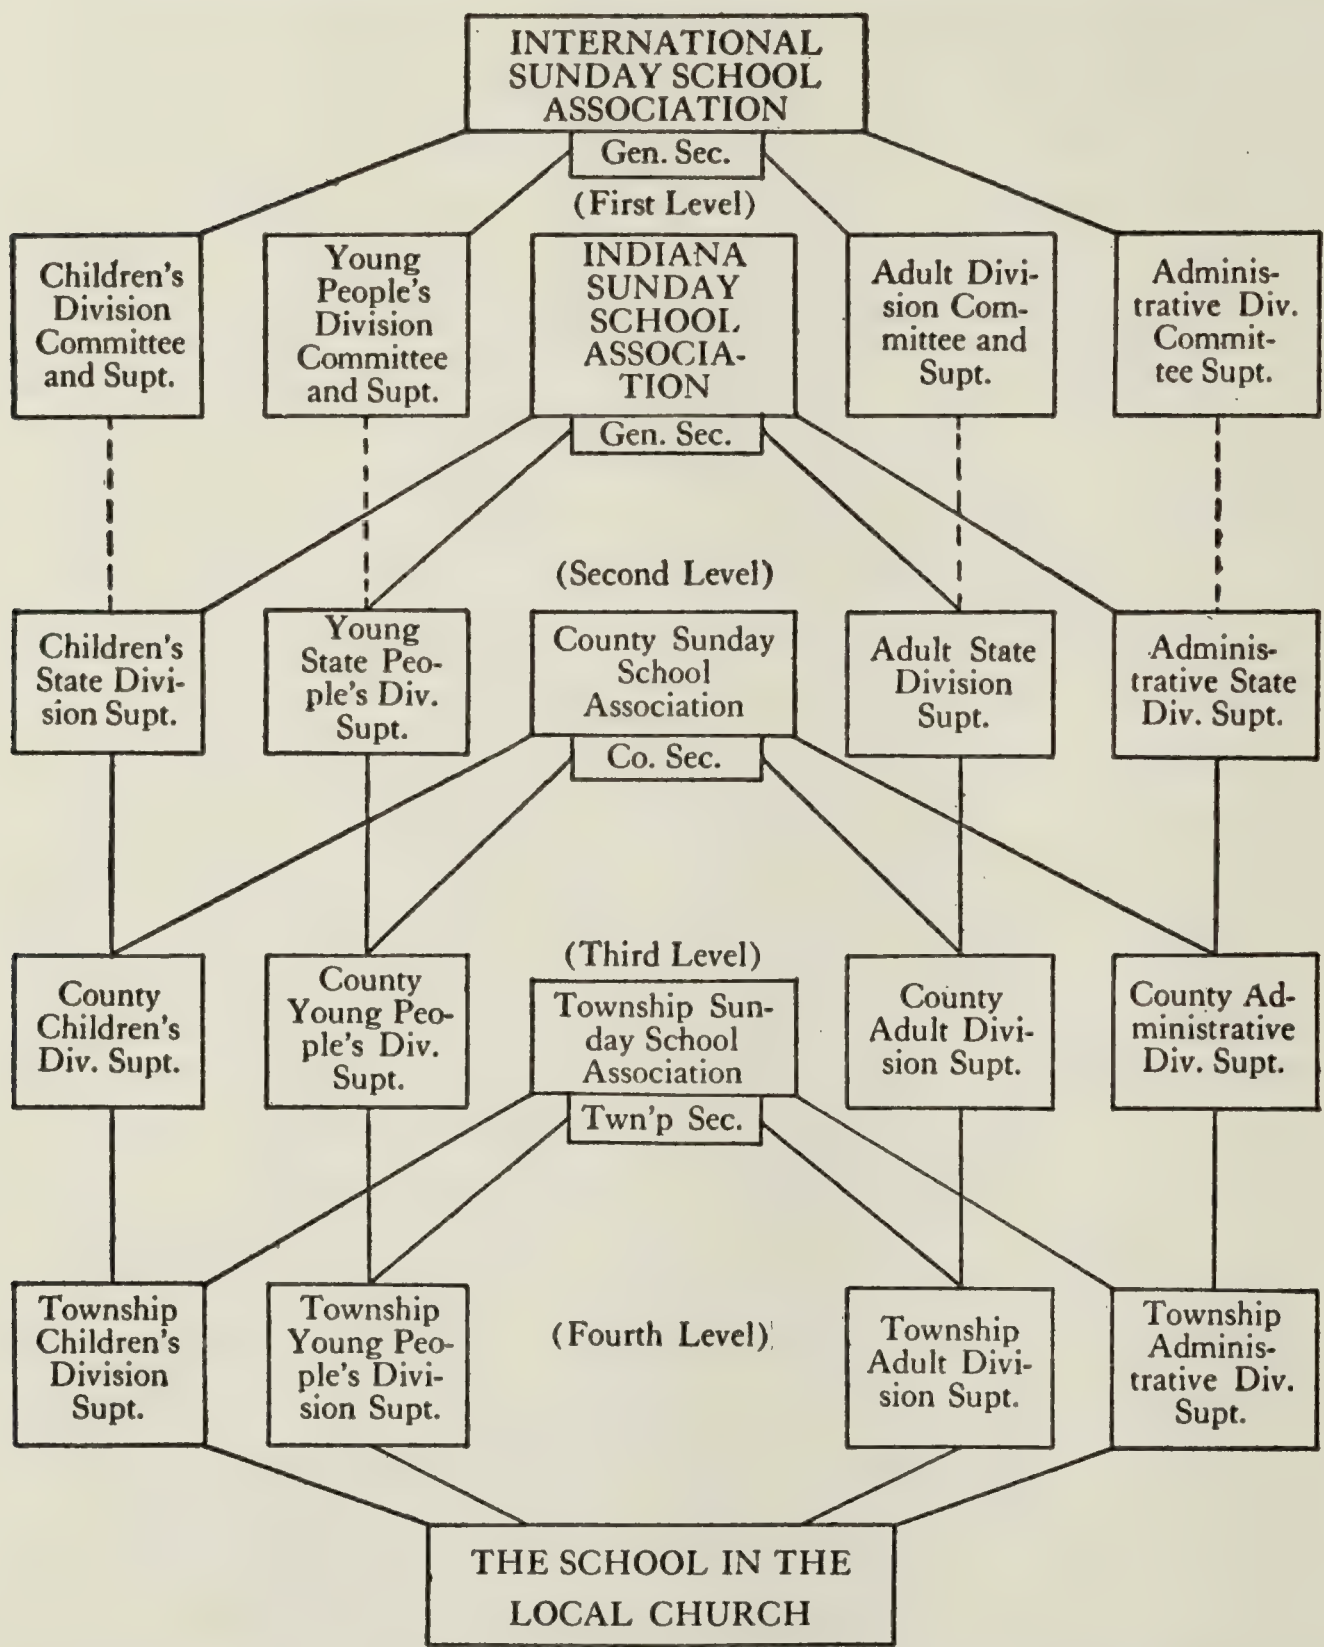 INTERNATIONAL
SUNDAY SCHOOL
ASSOCIATION
Gen. Sec.
(First Level)
Children's
Division
Committee
and Supt.
Young
People's
Division
Committee
and Supt.
INDIANA
SUNDAY
SCHOOL
ASSOCIA-
TION
Gen. Sec.
Adult Divi-
sion Com-
mittee and
Supt.
Adminis-
trative Div.
Commit-
tee Supt.
(Second Level)
Children's
State Divi-
sion Supt.
Young
State Peo-
ple's Div.
Supt.
County Sunday
School
Association
Co. Sec.
Adult State
Division
Supt.
Adminis-
trative State
Div. Supt.
(Third Level)
County
Children's
Div. Supt.
County
Young Peo-
ple's Div.
Supt.
Township Sun-
day School
Association
Twn'p Sec.
County
Adult Divi-
sion Supt.
County Ad-
ministrative
Div. Supt.
Township
Children's
Division
Supt.
Township
Young Peo-
ple's Divi-
sion Supt.
(Fourth Level)
Township
Adult Divi-
sion Supt.
Township
Adminis-
trative Div.
Supt.
THE SCHOOL IN THE
LOCAL CHURCH